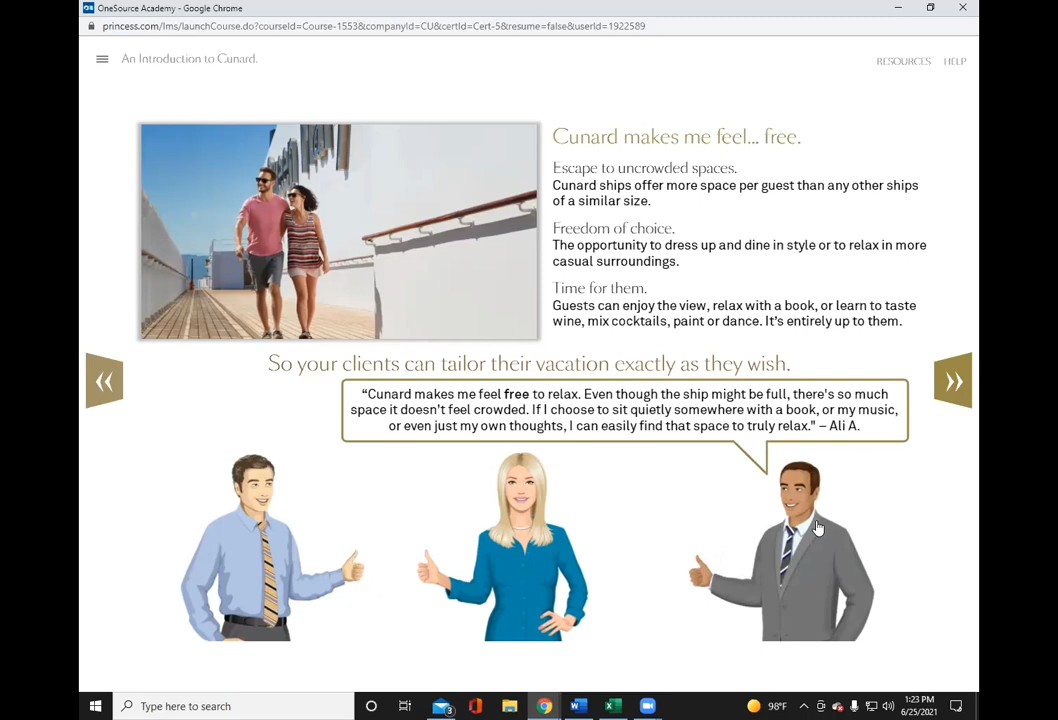 OneSource Academy - Google Chrome
princess.com/lms/launchCourse.do?courseId=Course-1553&companyId=CU&certId=Cert-5&resume=false&userId=1922589
An Introduction to Cunard.
RESOURCES HELP
Cunard makes me feel... free.
Escape to uncrowded spaces.
Cunard ships offer more space per guest than any other ships
of a similar size.
Freedom of choice.
The opportunity to dress up and dine in style or to relax in more
casual surroundings.
Time for them.
Guests can enjoy the view, relax with a book, or learn to taste
wine, mix cocktails, paint or dance. It's entirely up to them.
So your clients can tailor their vacation exactly as they wish.
“Cunard makes me feel free to relax. Even though the ship might be full, there's so much
space it doesn't feel crowded. If I choose to sit quietly somewhere with a book, or my music,
or even just my own thoughts, I can easily find that space to truly relax." – Ali A.
Type here to search
3
98°F
1:23 PM
6/25/2021